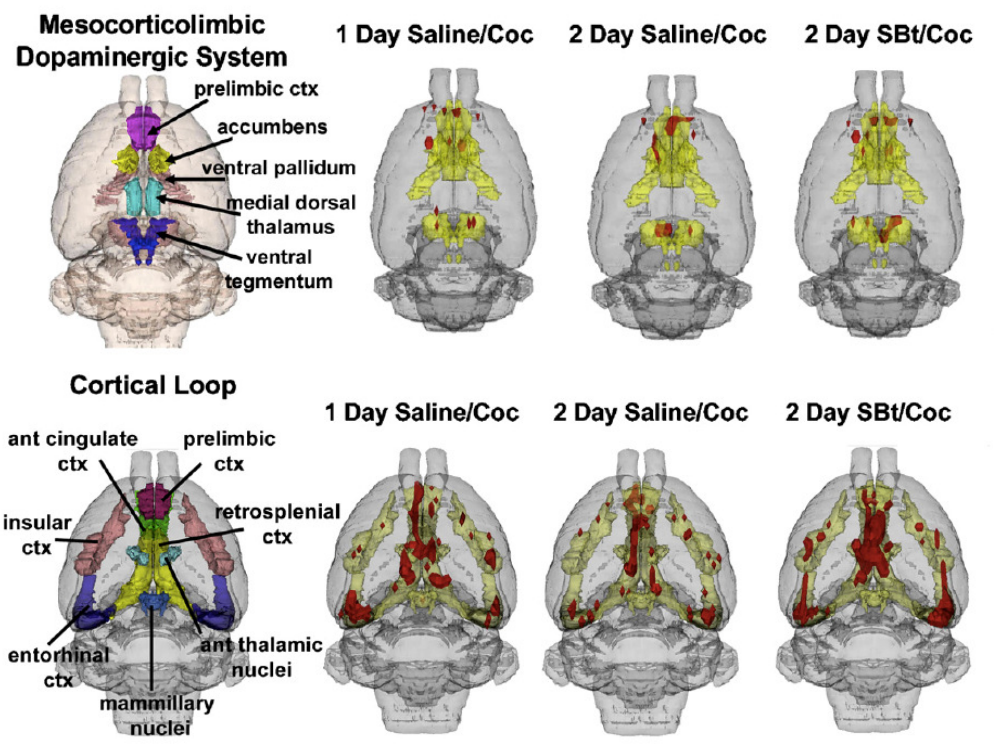 Mesocorticolimbic
Dopaminergic System
1 Day Saline/Coc
2 Day Saline/Coc
2 Day SBt/Coc
prelimbic ctx
accumbens
ventral pallidum
medial dorsal
thalamus
ventral
tegmentum
Cortical Loop
1 Day Saline/Coc
2 Day Saline/Coc
2 Day SBt/Coc
ant cingulate
ctx
prelimbic
ctx
insular
ctx
retrosplenial
ctx
entorhinal
ctx
ant thalamic
nuclei
mammillary
nuclei